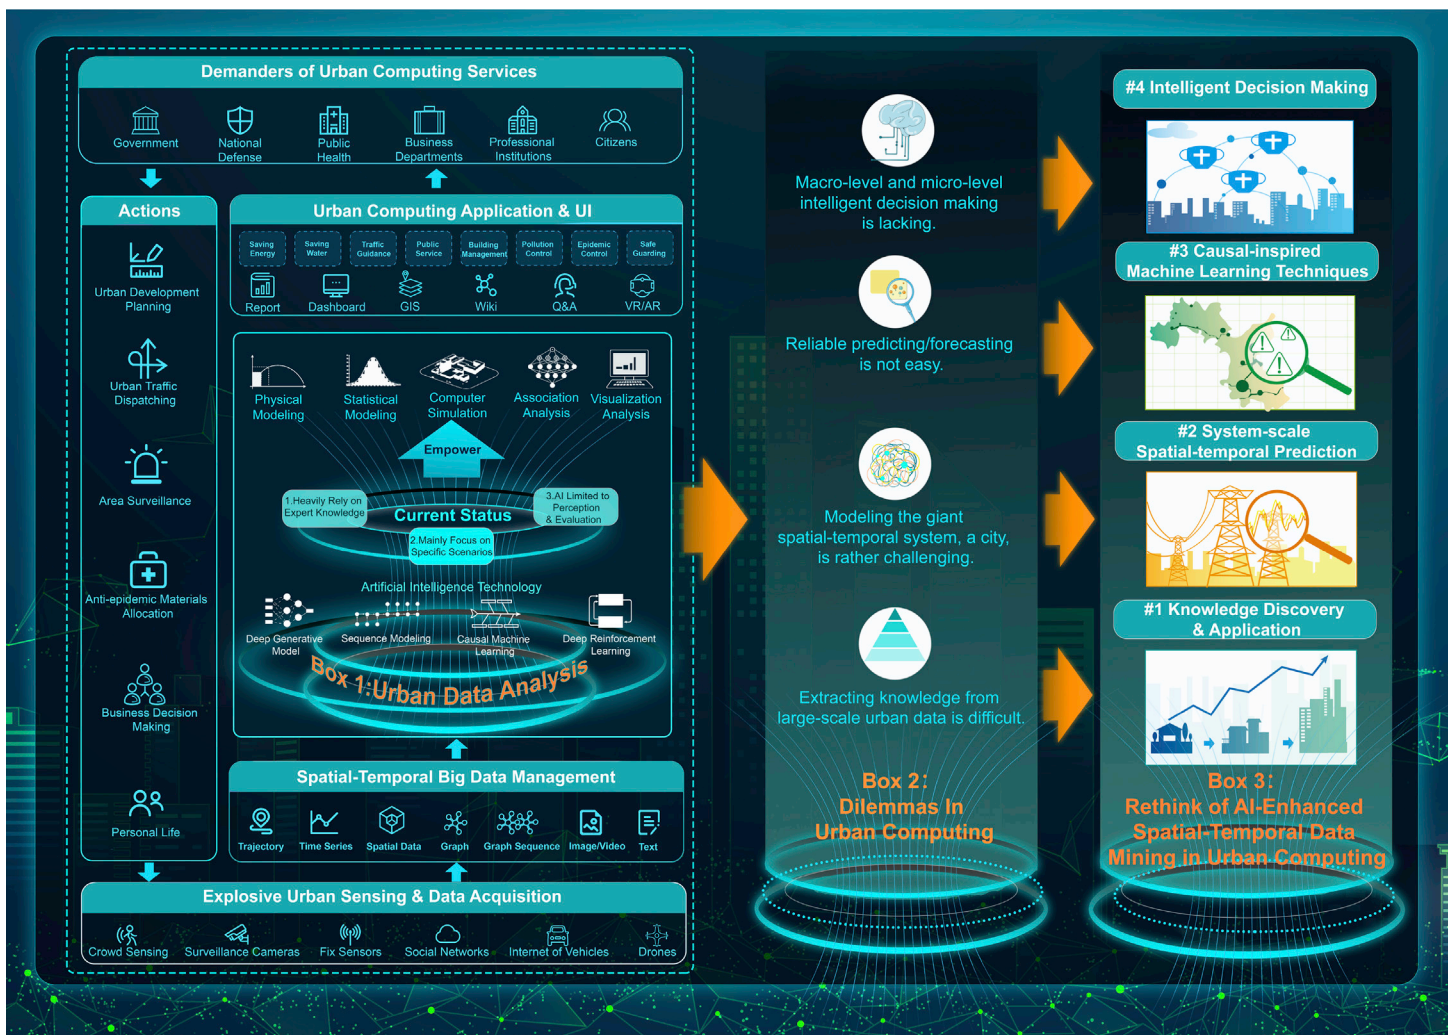 Demanders of Urban Computing Services
Government
National
Defense
Public
Health
Business
Departments
Professional
Institutions
Citizens
Actions
Urban Development
Planning
Urban Traffic
Dispatching
Area Surveillance
Anti-epidemic Materials
Allocation
Business Decision
Making
Personal Life
Urban Computing Application & UI
Saving
Energy
Saving
Water
Traffic
Guidance
Public
Service
Building
Management
Pollution
Control
Epidemic
Control
Safe
Guarding
Report
Dashboard
GIS
Wiki
Q&A
VR/AR
Physical
Modeling
Statistical
Modeling
Computer
Simulation
Association
Analysis
Visualization
Analysis
Empower
1.Heavily Rely on
Expert Knowledge
Current Status
3.AI Limited to
Perception
& Evaluation
2.Mainly Focus on
Specific Scenarios
Artificial Intelligence Technology
Deep Generative
Model
Sequence Modeling
Causal Machine
Learning
Deep Reinforcement
Learning
Box 1:Urban Data Analysis
Spatial-Temporal Big Data Management
Trajectory
Time Series
Spatial Data
Graph
Graph Sequence
Image/Video
Text
Explosive Urban Sensing & Data Acquisition
Crowd Sensing
Surveillance Cameras
Fix Sensors
Social Networks
Internet of Vehicles
Drones
Macro-level and micro-level
intelligent decision making
is lacking.
Reliable predicting/forecasting
is not easy.
Modeling the giant
spatial-temporal system, a city,
is rather challenging.
Extracting knowledge from
large-scale urban data is difficult.
Box 2:
Dilemmas In
Urban Computing
#4 Intelligent Decision Making
#3 Causal-inspired
Machine Learning Techniques
#2 System-scale
Spatial-temporal Prediction
#1 Knowledge Discovery
& Application
Box 3:
Rethink of AI-Enhanced
Spatial-Temporal Data
Mining in Urban Computing